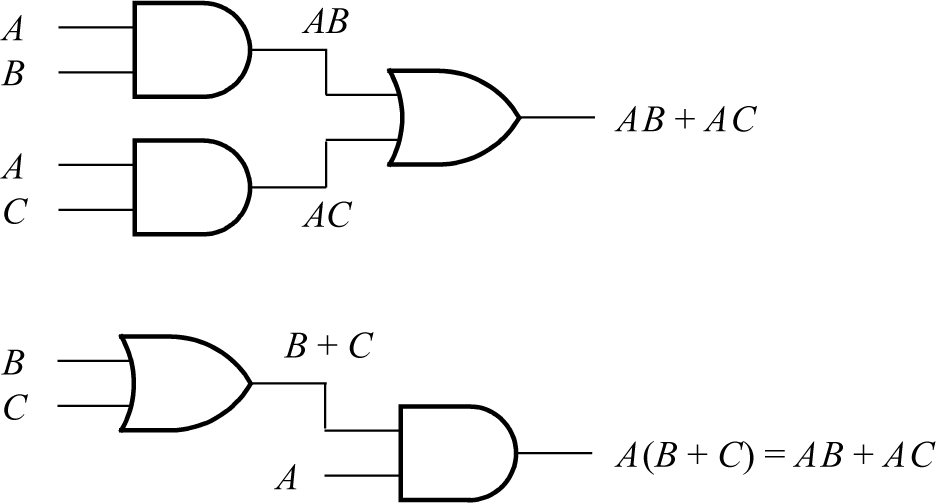 A
B
AB
A
C
AC
AB + AC
B
C
B + C
A
A(B + C) = AB + AC